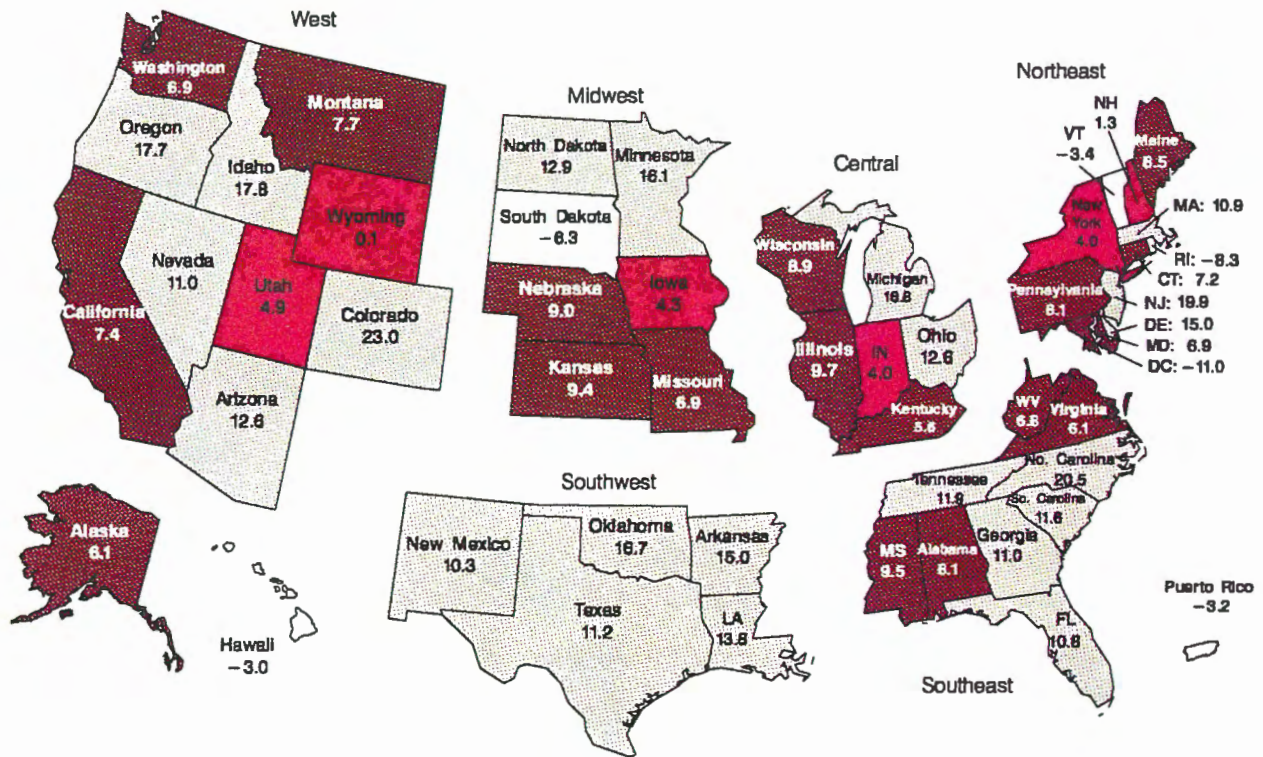 West
Washington
6.9
Montana
7.7
Oregon
17.7
Idaho
17.8
Wyoming
0.1
Nevada
11.0
Utah
4.9
California
7.4
Colorado
23.0
Arizona
12.6
Alaska
6.1
Hawaii
−3.0
Midwest
North Dakota
12.9
Minnesota
16.1
South Dakota
−6.3
Nebraska
9.0
Iowa
4.3
Kansas
9.4
Missouri
6.9
Southwest
New Mexico
10.3
Oklahoma
16.7
Arkansas
15.0
Texas
11.2
LA
13.6
Central
Wisconsin
8.9
Michigan
Illinois
9.7
IN
4.0
Ohio
12.6
Kentucky
5.6
Northeast
NH
1.3
VT
−3.4
Maine
New
York
4.0
MA: 10.9
RI: −8.3
CT: 7.2
Pennsylvania
NJ: 19.9
DE: 15.0
MD: 6.9
DC: −11.0
WV
6.8
Virginia
6.1
No. Carolina
20.5
Tennessee
So. Carolina
11.6
MS
9.5
Alabama
Georgia
11.0
FL
10.8
Southeast
Puerto Rico
−3.2